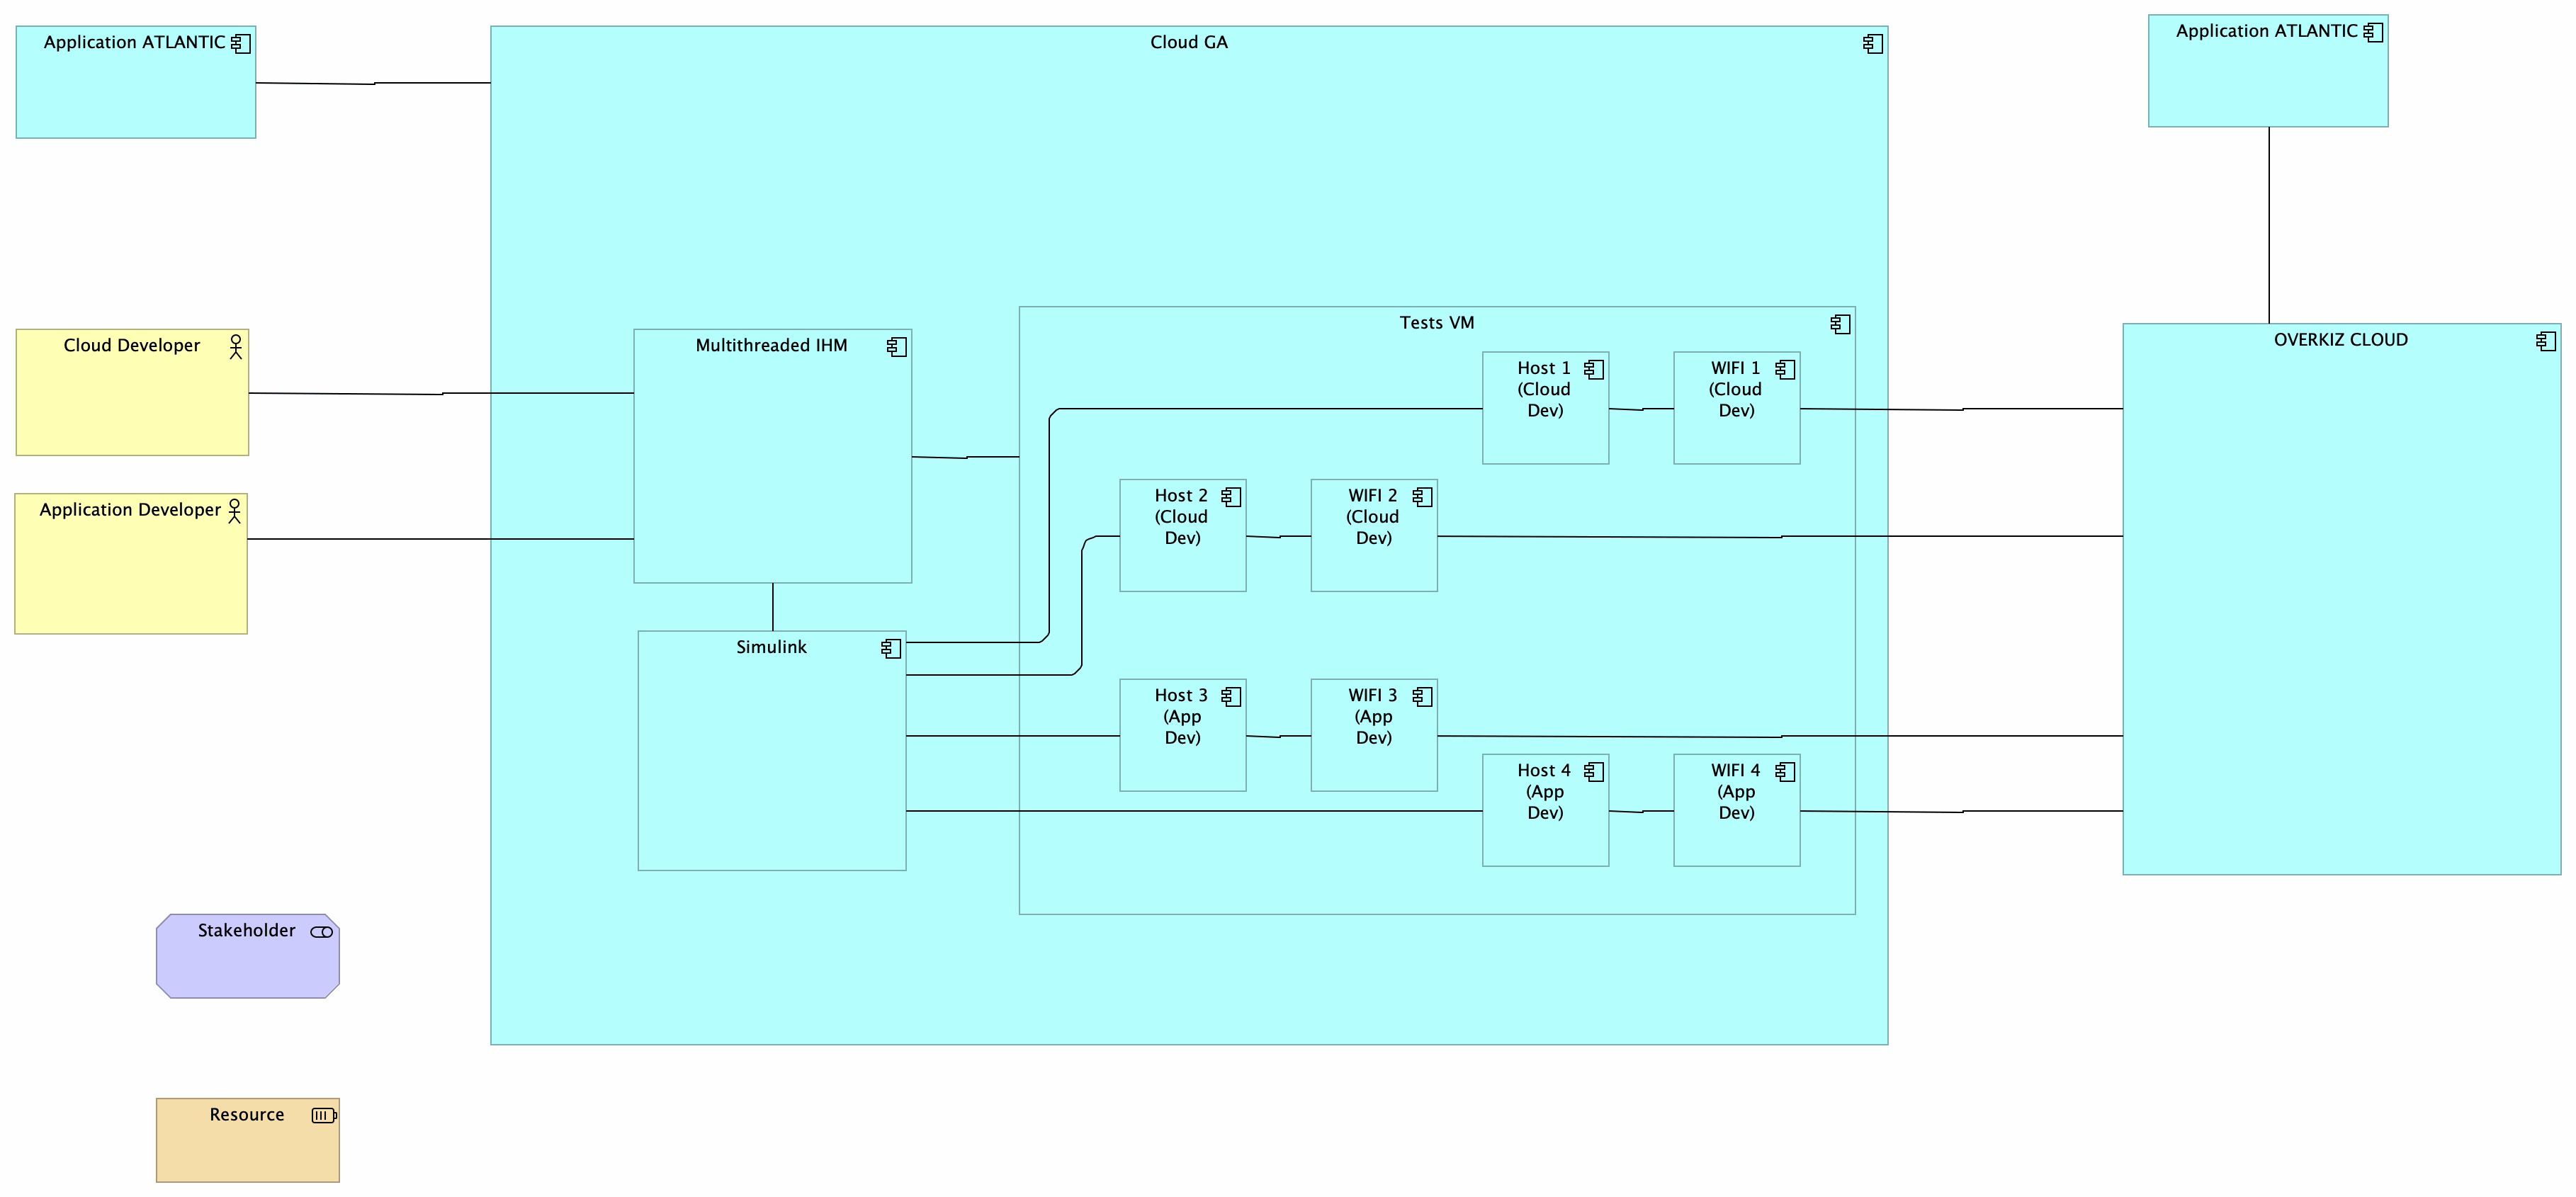 Application ATLANTIC
Cloud GA
Application ATLANTIC
Cloud Developer
Multithreaded IHM
Tests VM
OVERKIZ CLOUD
Host 1
(Cloud
Dev)
WIFI 1
(Cloud
Dev)
Application Developer
Host 2
(Cloud
Dev)
WIFI 2
(Cloud
Dev)
Simulink
Host 3
(App
Dev)
WIFI 3
(App
Dev)
Host 4
(App
Dev)
WIFI 4
(App
Dev)
Stakeholder
Resource